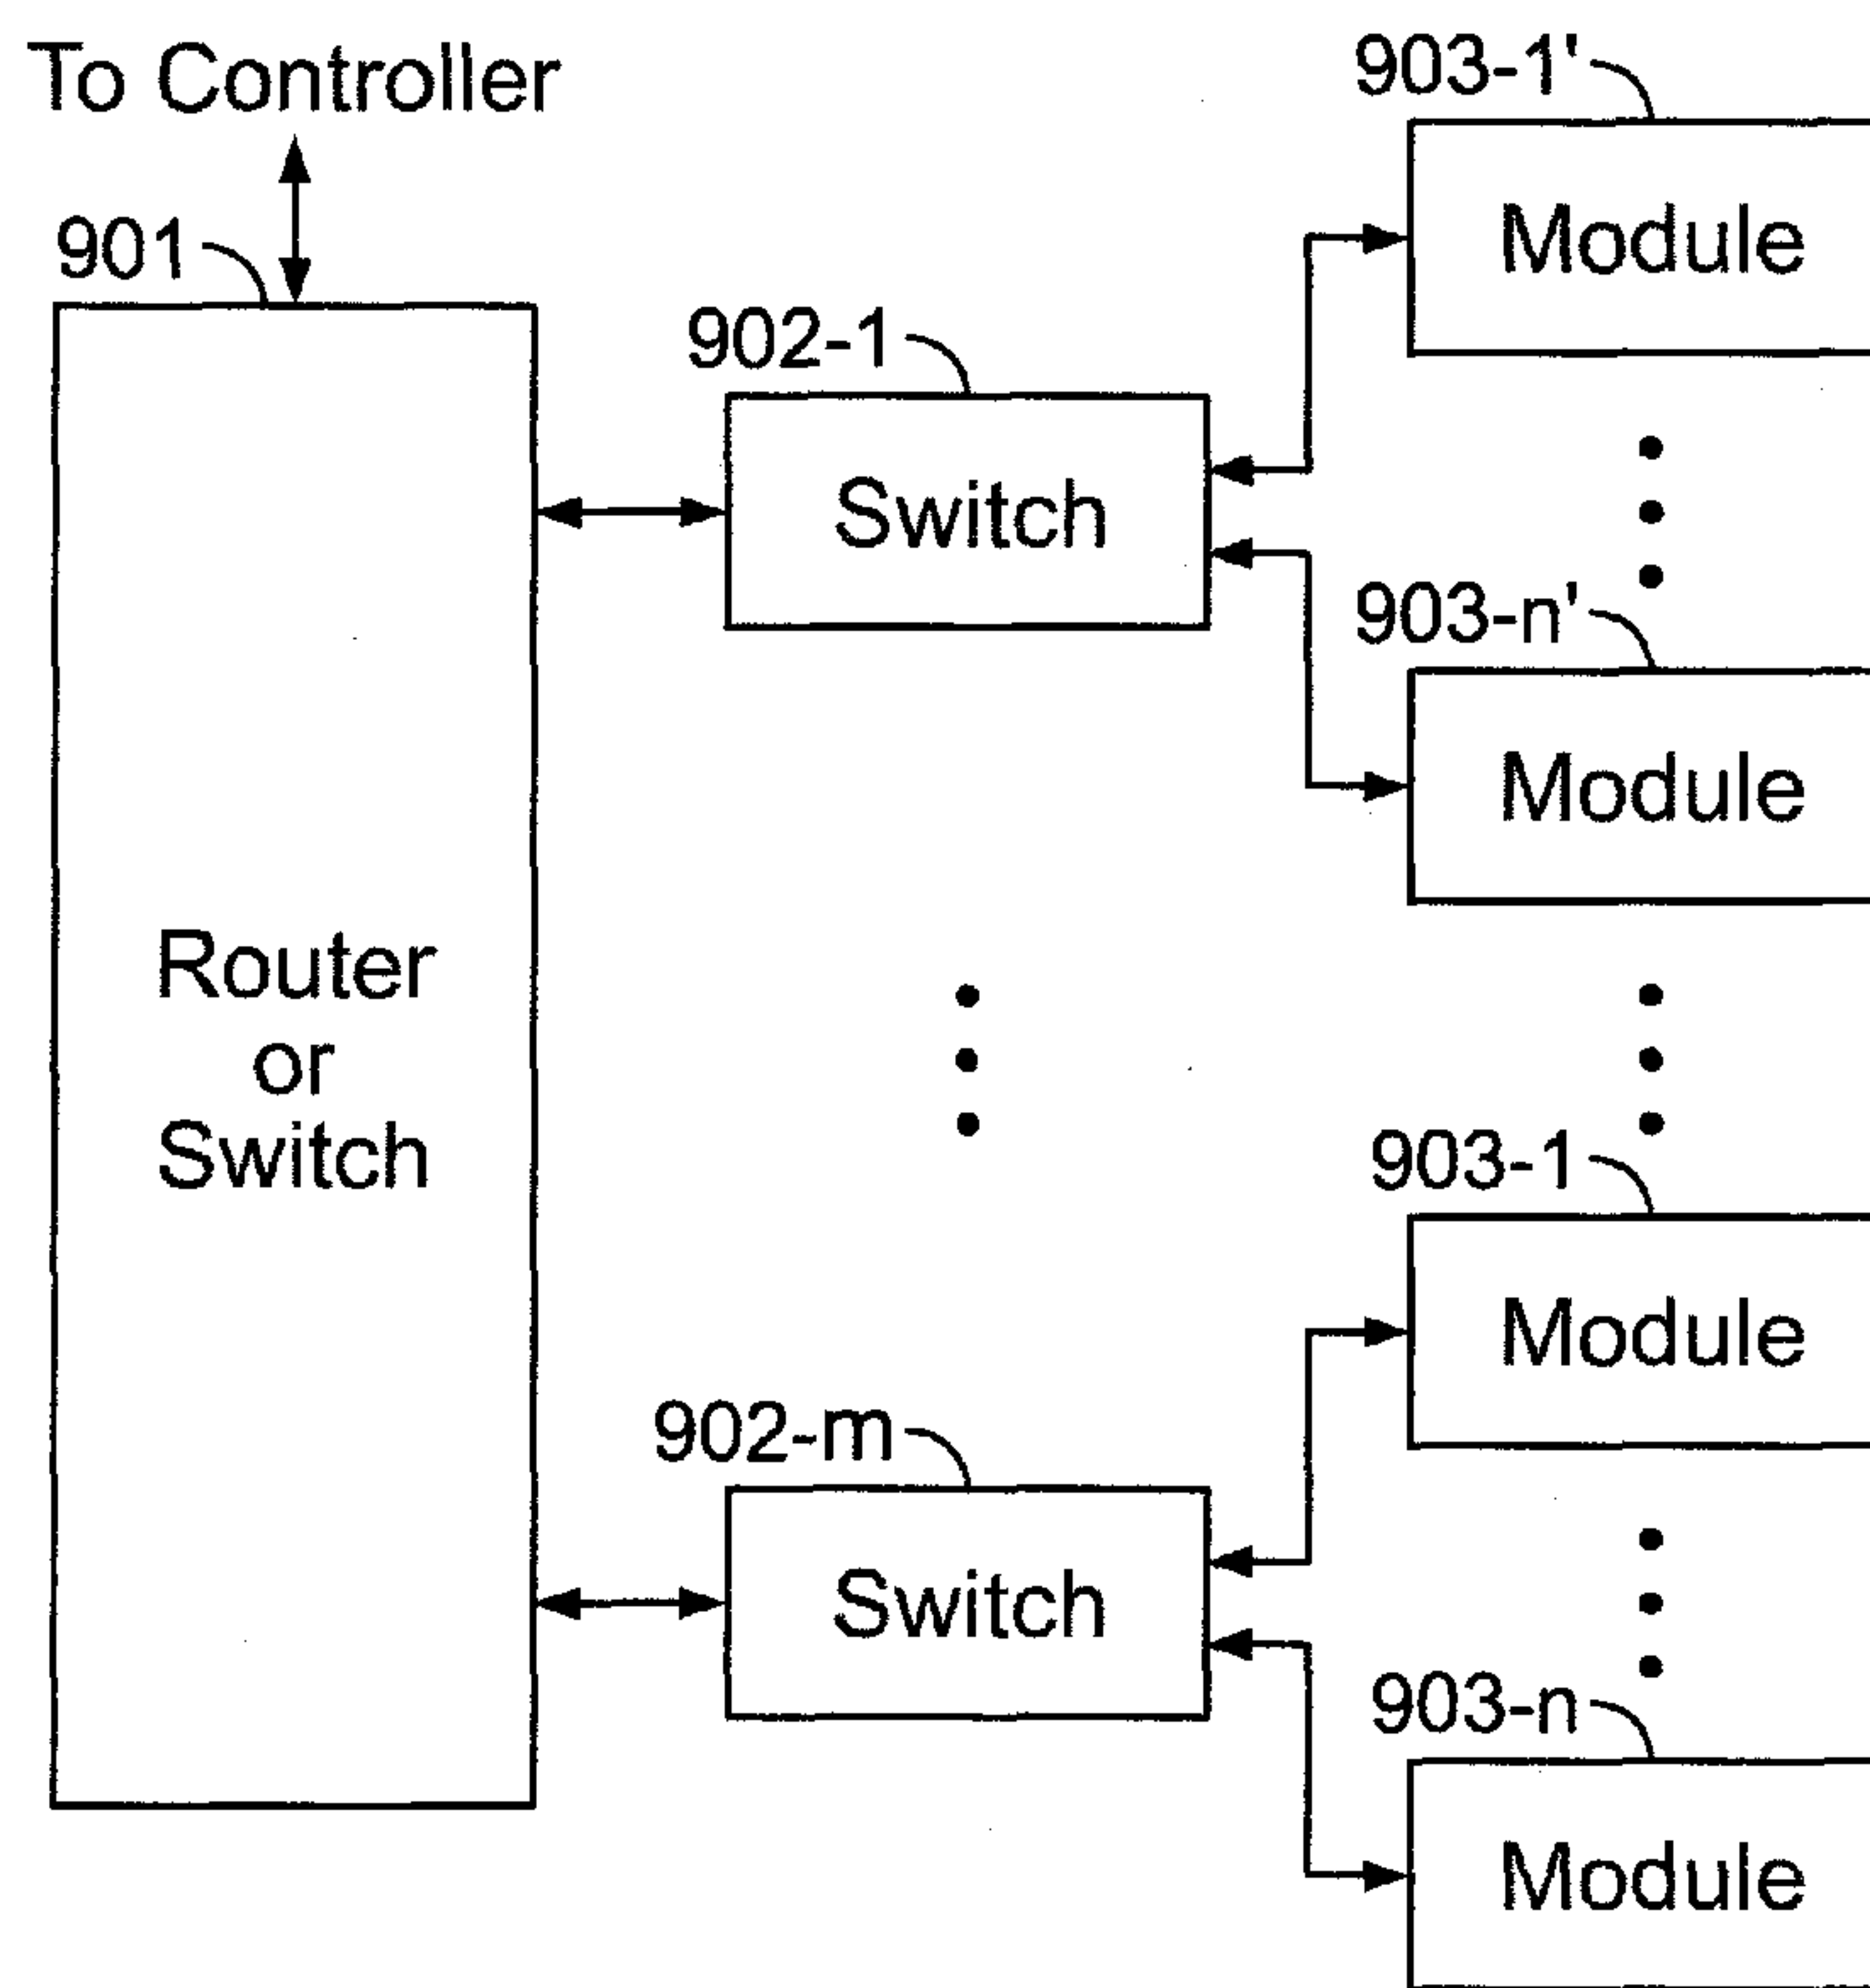 To Controller
901
Router
or
Switch
902-1
Switch
902-m
Switch
903-1'
Module
903-n'
Module
903-1
Module
903-n
Module